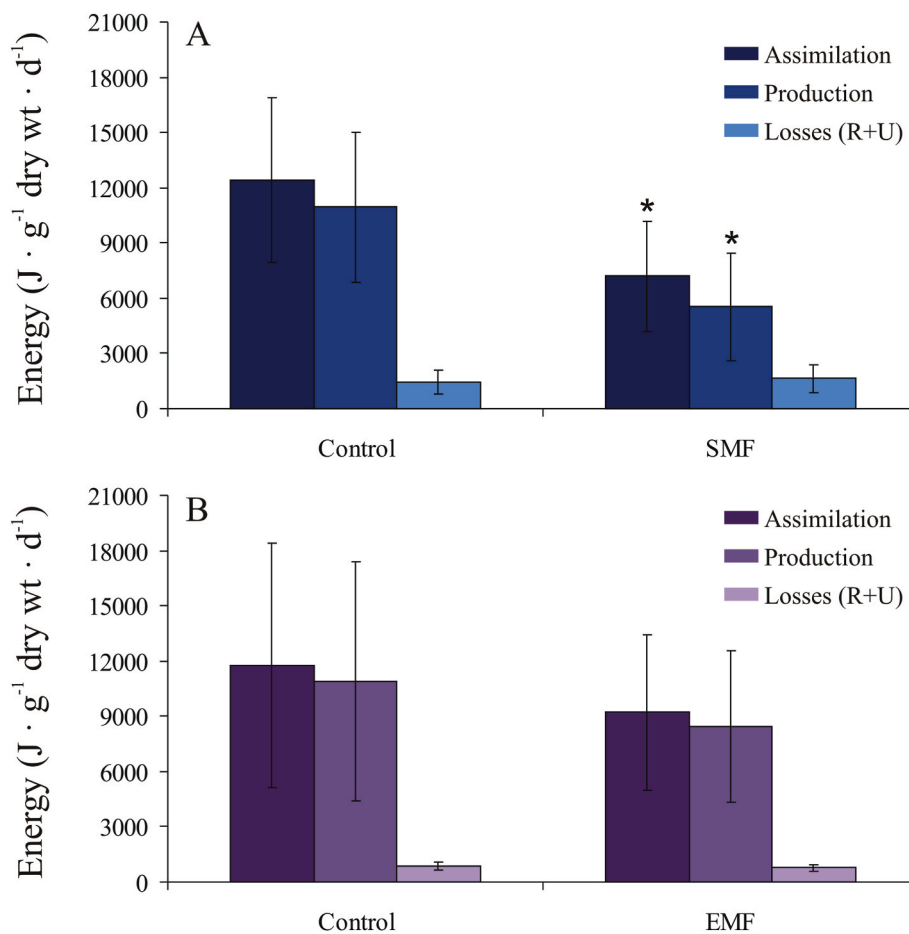 A
Energy (J · g⁻¹ dry wt · d⁻¹)
21000
18000
15000
12000
9000
6000
3000
0
Assimilation
Production
Losses (R+U)
* *
Control SMF
B
Energy (J · g⁻¹ dry wt · d⁻¹)
21000
18000
15000
12000
9000
6000
3000
0
Assimilation
Production
Losses (R+U)
Control EMF